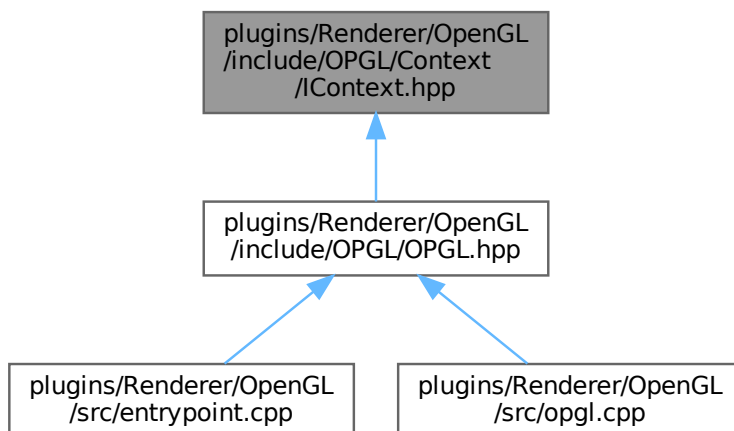 plugins/Renderer/OpenGL
/include/OPGL/Context
/IContext.hpp
plugins/Renderer/OpenGL
/include/OPGL/OPGL.hpp
plugins/Renderer/OpenGL
/src/entrypoint.cpp
plugins/Renderer/OpenGL
/src/opgl.cpp